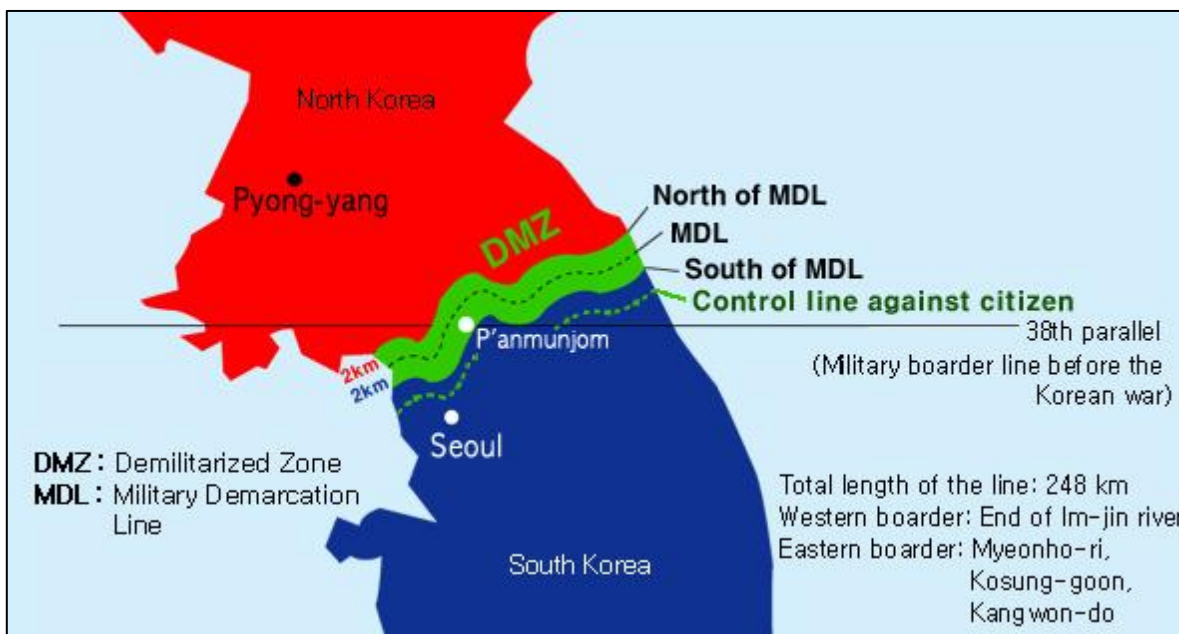 North Korea
Pyong-yang
DMZ
North of MDL
MDL
South of MDL
Control line against citizen
P'anmunjom
38th parallel
(Military boarder line before the
Korean war)
2km
2km
Seoul
DMZ : Demilitarized Zone
MDL : Military Demarcation
Line
South Korea
Total length of the line: 248 km
Western boarder: End of Im-jin river
Eastern boarder: Myeonho-ri,
Kosung-goon,
Kangwon-do